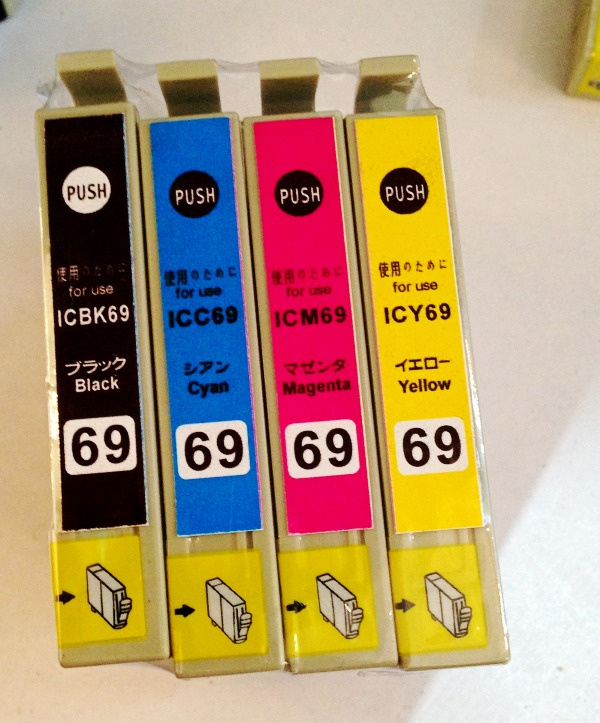 PUSH
使用のために
for use
ICBK69
ブラック
Black
69
PUSH
使用のために
for use
ICC69
シアン
Cyan
69
PUSH
使用のために
for use
ICM69
マゼンタ
Magenta
69
PUSH
使用のために
for use
ICY69
イエロー
Yellow
69